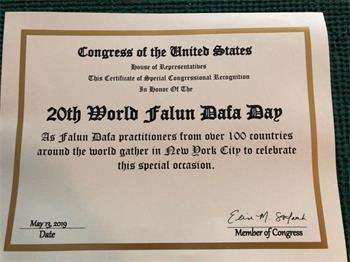 Congress of the United States
House of Representatives
This Certificate of Special Congressional Recognition
In Honor Of The
20th World Falun Dafa Day
As Falun Dafa practitioners from over 100 countries
around the world gather in New York City to celebrate
this special occasion.
May 13, 2019
Date
Member of Congress